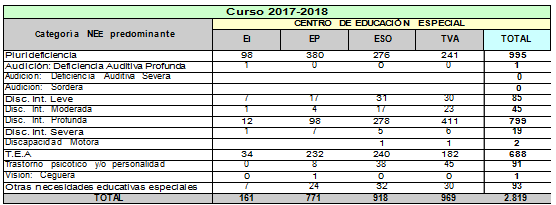 Curso 2017-2018
Categoria NEE predominante CENTRO DE EDUCACIÓN ESPECIAL
EI EP ESO TVA TOTAL
Plurideficiencia 98 380 276 241 995
Audición: Deficiencia Auditiva Profunda 1 0 0 0 1
Audición: Deficiencia Auditiva Severa 0
Audición: Sordera 0
Disc. Int. Leve 7 17 31 30 85
Disc. Int. Moderada 1 4 17 23 45
Disc. Int. Profunda 12 98 278 411 799
Disc. Int. Severa 1 7 5 6 19
Discapacidad Motora 1 1 2
T.E.A 34 232 240 182 688
Trastorno psicotico y/o personalidad 0 8 38 45 91
Visión: Ceguera 0 1 0 0 1
Otras necesidades educativas especiales 7 24 32 30 93
TOTAL 161 771 918 969 2.819